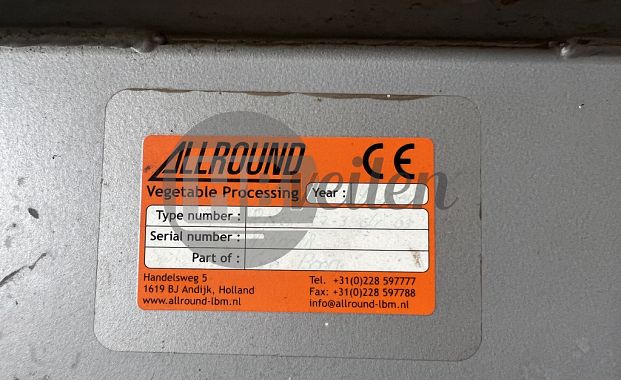 ALLROUND CE
Vegetable Processing Year :
veilen
Type number :
Serial number :
Part of :
Handelsweg 5
1619 BJ Andijk, Holland
www.allround-lbm.nl
Tel. +31(0)228 597777
Fax: +31(0)228 597788
info@allround-lbm.nl